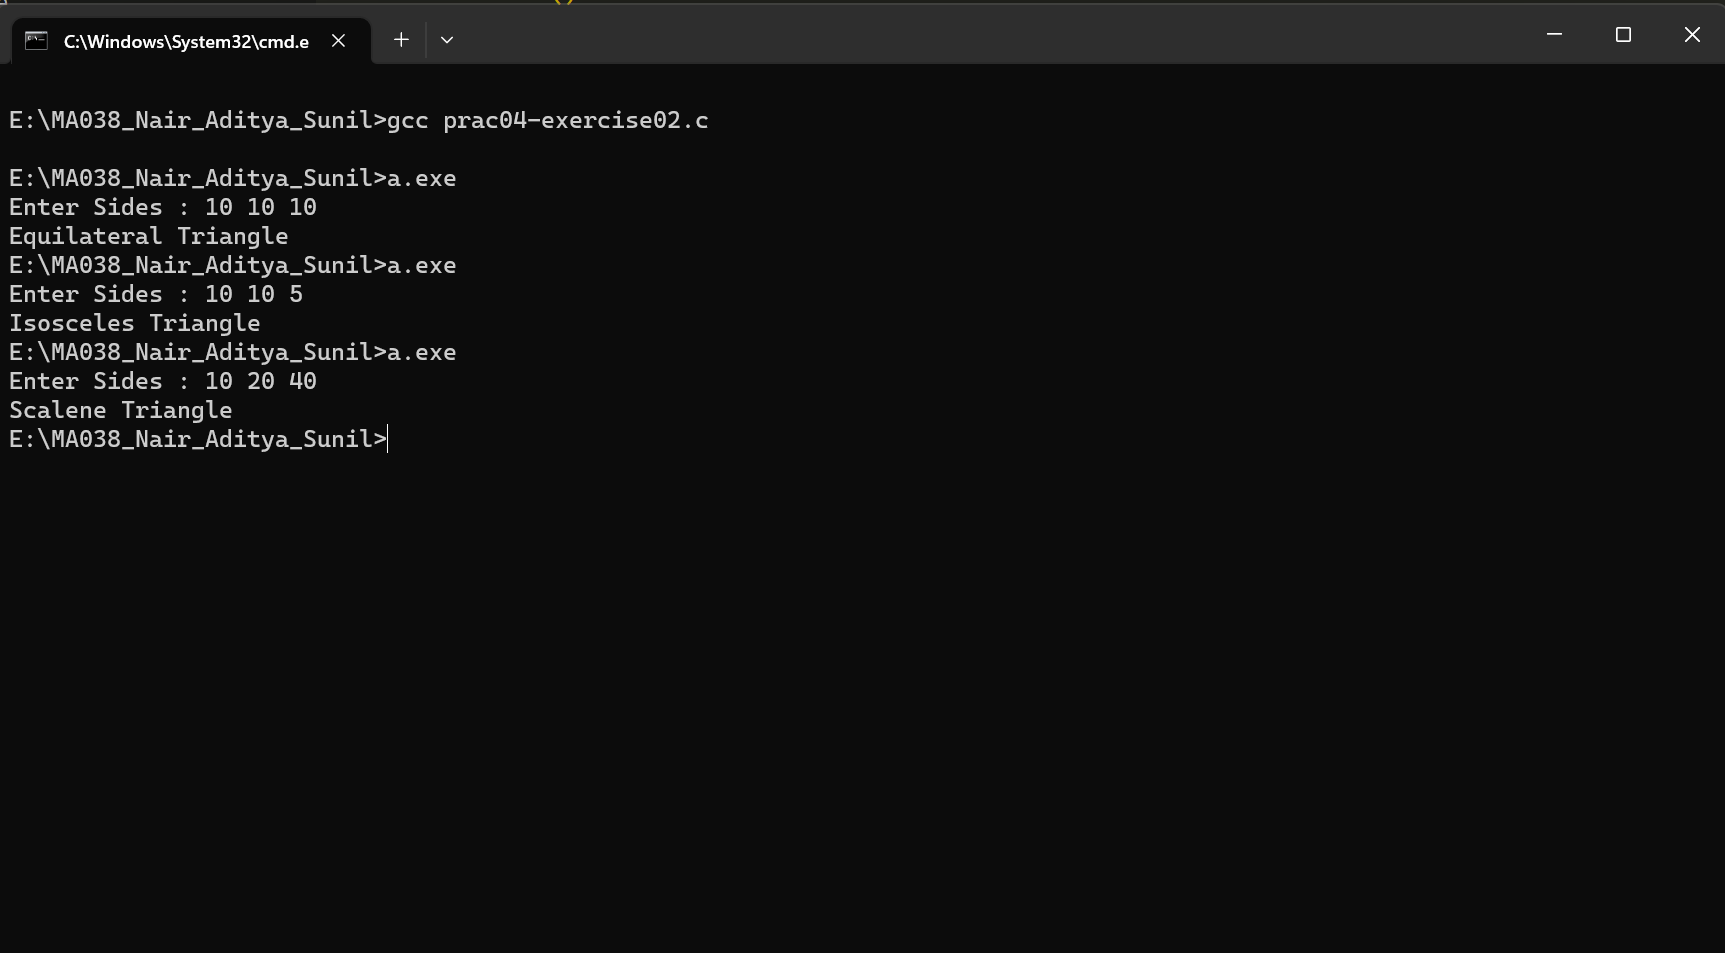 C:\Windows\System32\cmd.e
E:\MA038_Nair_Aditya_Sunil>gcc prac04-exercise02.c
E:\MA038_Nair_Aditya_Sunil>a.exe
Enter Sides : 10 10 10
Equilateral Triangle
E:\MA038_Nair_Aditya_Sunil>a.exe
Enter Sides : 10 10 5
Isosceles Triangle
E:\MA038_Nair_Aditya_Sunil>a.exe
Enter Sides : 10 20 40
Scalene Triangle
E:\MA038_Nair_Aditya_Sunil>